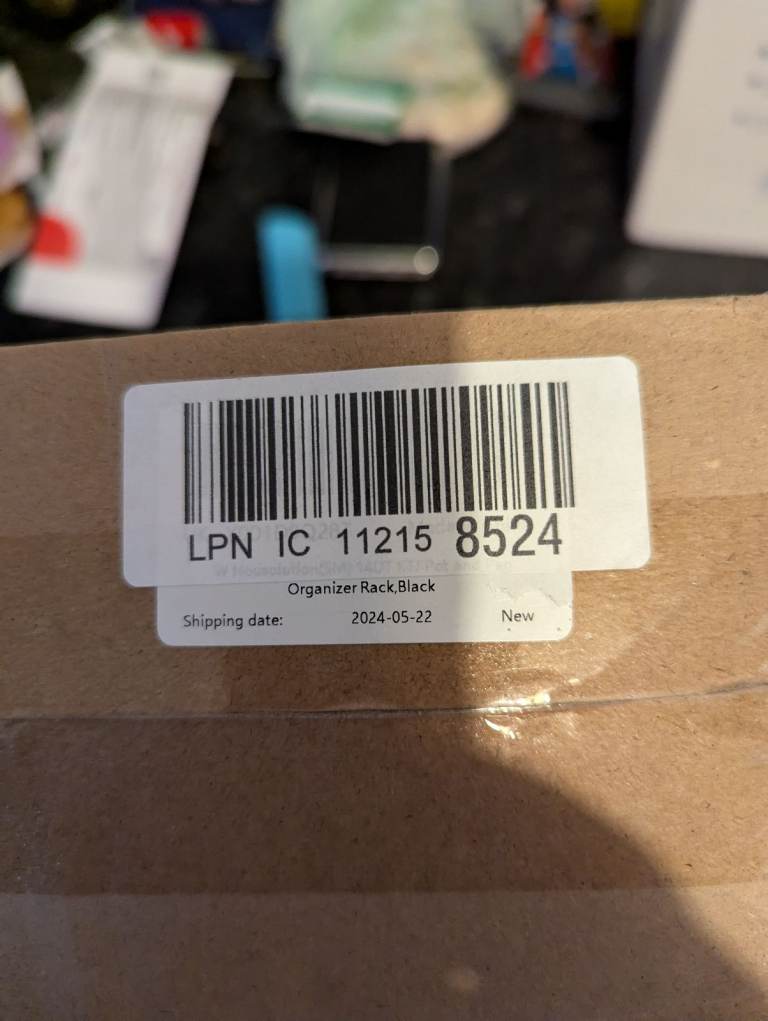 LPN IC 11215 8524
Organizer Rack,Black
Shipping date: 2024-05-22 New